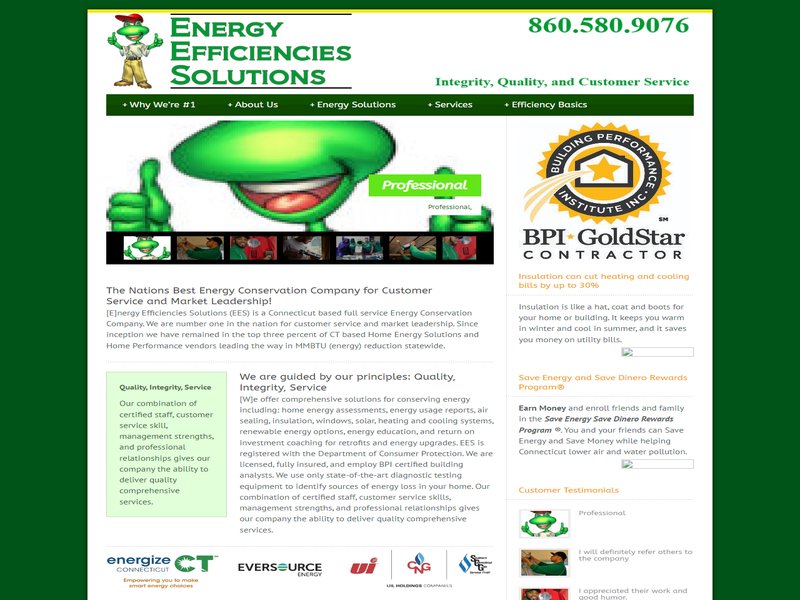 ENERGY
EFFICIENCIES
SOLUTIONS
860.580.9076
Integrity, Quality, and Customer Service
+ Why We're #1
+ About Us
+ Energy Solutions
+ Services
+ Efficiency Basics
Professional
Professional,
BUILDING PERFORMANCE
INSTITUTE INC.
SM
BPI GoldStar
CONTRACTOR
The Nations Best Energy Conservation Company for Customer
Service and Market Leadership!
[E]nergy Efficiencies Solutions (EES) is a Connecticut based full service Energy Conservation
Company. We are number one in the nation for customer service and market leadership. Since
inception we have remained in the top three percent of CT based Home Energy Solutions and
Home Performance vendors leading the way in MMBTU (energy) reduction statewide.
Quality, Integrity, Service
Our combination of
certified staff, customer
service skill,
management strengths,
and professional
relationships gives our
company the ability to
deliver quality
comprehensive
services.
We are guided by our principles: Quality,
Integrity, Service
[W]e offer comprehensive solutions for conserving energy
including: home energy assessments, energy usage reports, air
sealing, insulation, windows, solar, heating and cooling systems,
renewable energy options, education, and return on
investment coaching for retrofits and energy upgrades. EES is
registered with the Department of Consumer Protection. We are
licensed, fully insured, and employ BPI certified building
analysts. We use only state-of-the-art diagnostic testing
equipment to identify sources of energy loss in your home. Our
combination of certified staff, customer service skills,
management strengths, and professional relationships gives
our company the ability to deliver quality comprehensive
services.
Insulation can cut heating and cooling
bills by up to 30%
Insulation is like a hat, coat and boots for
your home or building. It keeps you warm
in winter and cool in summer, and it saves
you money on utility bills.
Save Energy and Save Dinero Rewards
Program®
Earn Money and enroll friends and family
in the Save Energy Save Dinero Rewards
Program ®. You and your friends can Save
Energy and Save Money while helping
Connecticut lower air and water pollution.
Customer Testimonials
Professional
I will definitely refer others to
the company
I appreciated their work and
good humor.
energize CT
CONNECTICUT
Empowering you to make
smart energy choices
EVERSOURCE
ENERGY
UI
CNG
SCG
UIL HOLDINGS COMPANIES